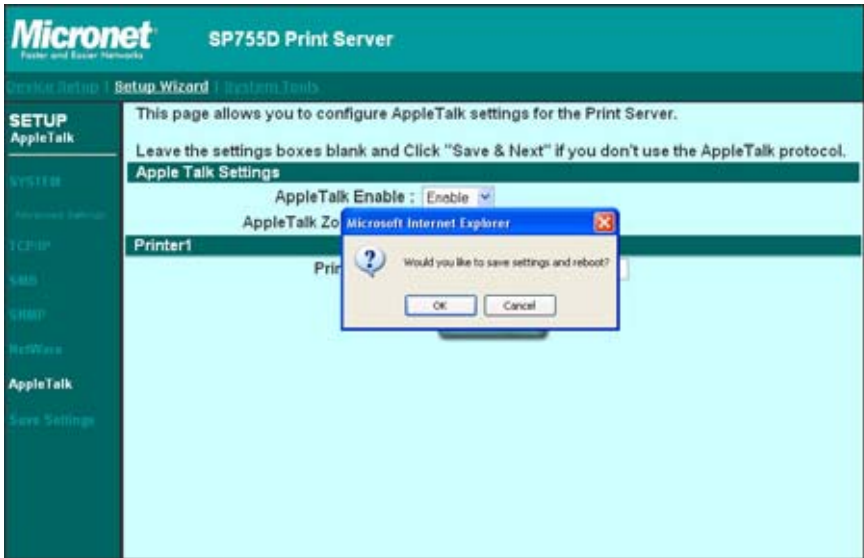 Micronet
Faster and Easier Networks
SP755D Print Server
Device Setup | Setup Wizard | System Tools
SETUP
AppleTalk
SYSTEM
Advanced Settings
TCP/IP
SMB
SNMP
NetWare
AppleTalk
Save Settings
This page allows you to configure AppleTalk settings for the Print Server.
Leave the settings boxes blank and Click "Save & Next" if you don't use the AppleTalk protocol.
Apple Talk Settings
AppleTalk Enable : Enable
AppleTalk Zo
Printer1
Prin
Microsoft Internet Explorer
Would you like to save settings and reboot?
OK Cancel